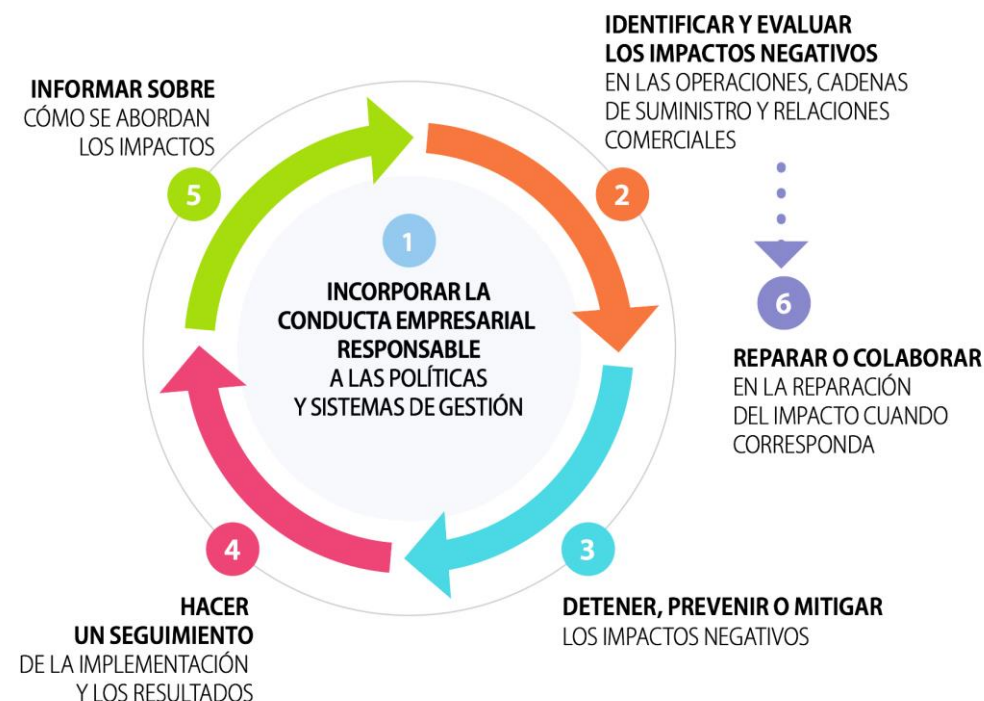 1
INCORPORAR LA
CONDUCTA EMPRESARIAL
RESPONSABLE
A LAS POLÍTICAS
Y SISTEMAS DE GESTIÓN
2
IDENTIFICAR Y EVALUAR
LOS IMPACTOS NEGATIVOS
EN LAS OPERACIONES, CADENAS
DE SUMINISTRO Y RELACIONES
COMERCIALES
3
DETENER, PREVENIR O MITIGAR
LOS IMPACTOS NEGATIVOS
4
HACER
UN SEGUIMIENTO
DE LA IMPLEMENTACIÓN
Y LOS RESULTADOS
5
INFORMAR SOBRE
CÓMO SE ABORDAN
LOS IMPACTOS
6
REPARAR O COLABORAR
EN LA REPARACIÓN
DEL IMPACTO CUANDO
CORRESPONDA